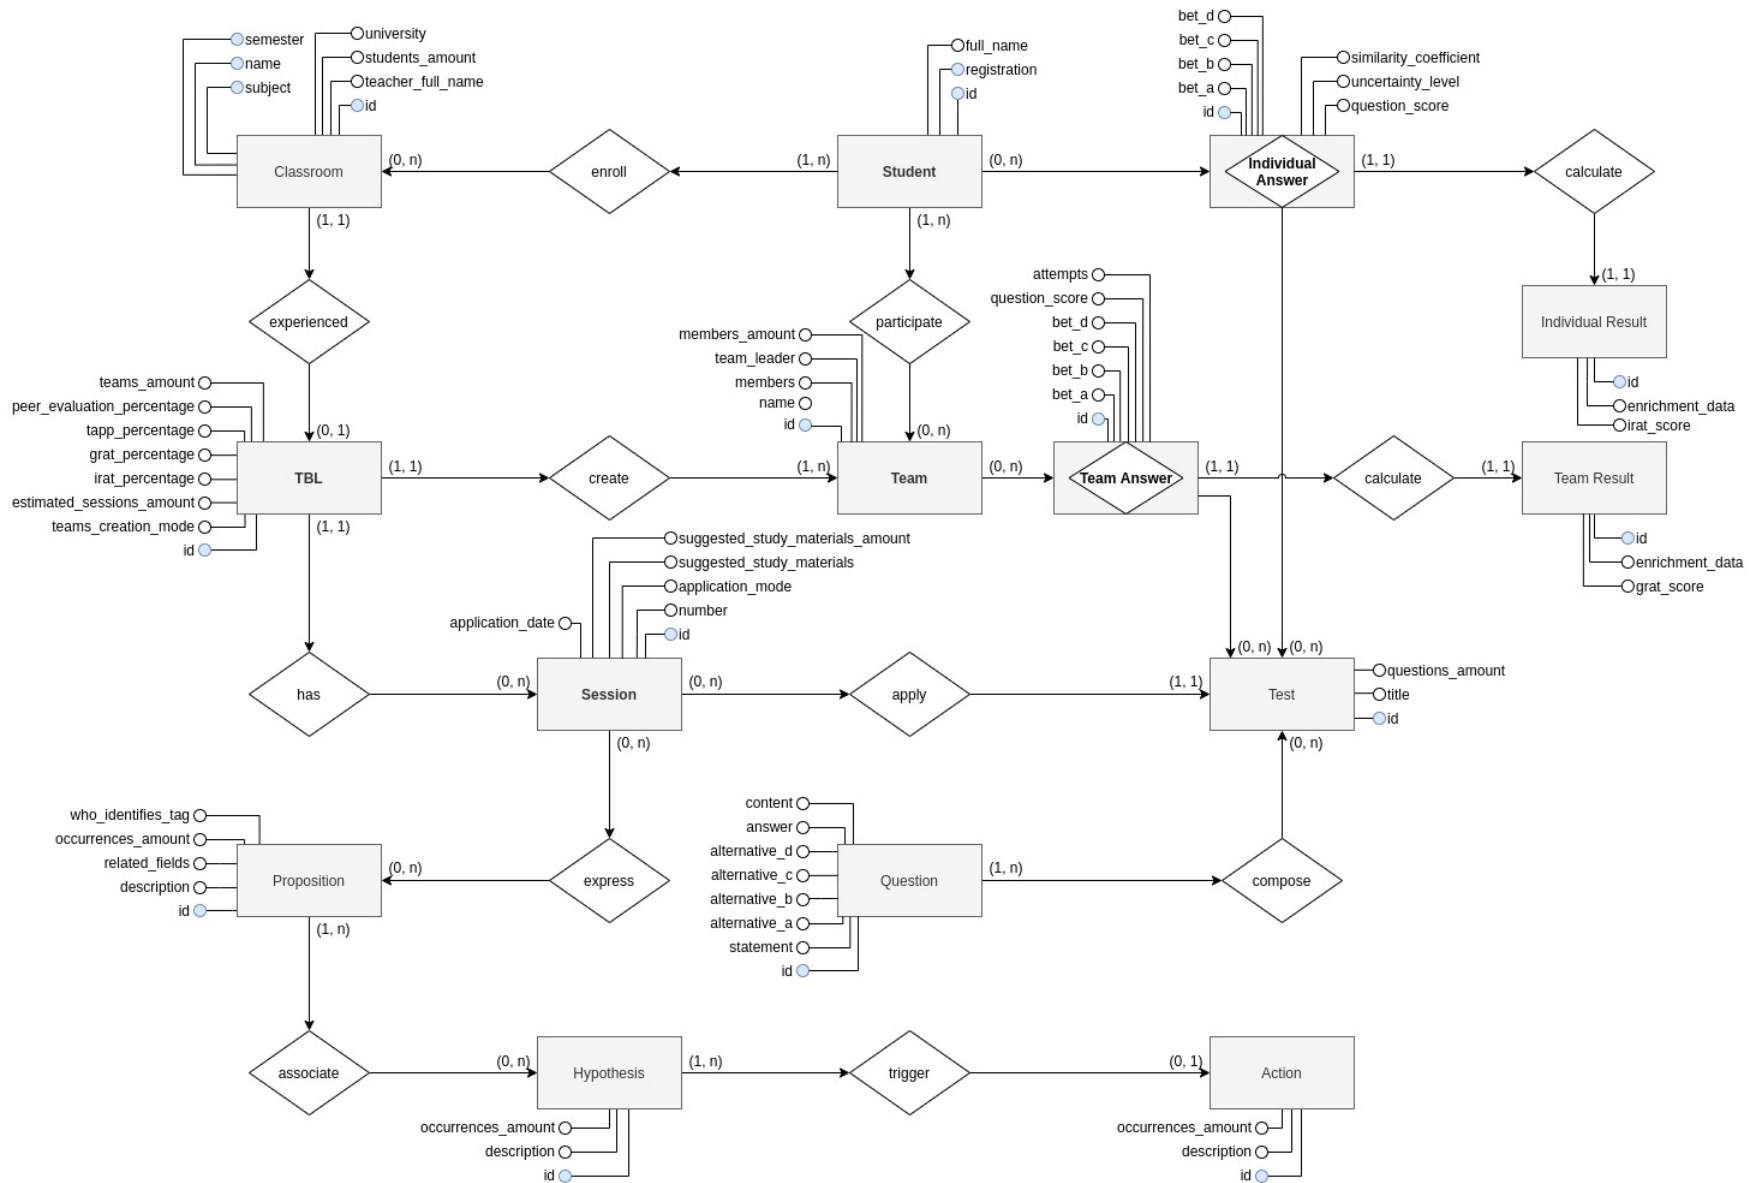 semester
name
subject
university
students_amount
teacher_full_name
id
full_name
registration
id
bet_d
bet_c
bet_b
bet_a
id
similarity_coefficient
uncertainty_level
question_score
Classroom
(0, n)
enroll
(1, n)
Student
(0, n)
Individual
Answer
(1, 1)
calculate
(1, 1)
(1, n)
experienced
participate
(1, 1)
Individual Result
id
enrichment_data
irat_score
members_amount
team_leader
members
name
id
attempts
question_score
bet_d
bet_c
bet_b
bet_a
id
teams_amount
peer_evaluation_percentage
tapp_percentage
grat_percentage
irat_percentage
estimated_sessions_amount
teams_creation_mode
id
(0, 1)
TBL
(1, 1)
create
(1, n)
(0, n)
Team
(0, n)
Team Answer
(1, 1)
calculate
(1, 1)
Team Result
(1, 1)
id
enrichment_data
grat_score
suggested_study_materials_amount
suggested_study_materials
application_mode
number
id
application_date
has
(0, n)
Session
(0, n)
apply
(1, 1)
(0, n)
(0, n)
Test
questions_amount
title
id
(0, n)
(0, n)
who_identifies_tag
occurrences_amount
related_fields
description
id
Proposition
(0, n)
express
content
answer
alternative_d
alternative_c
alternative_b
alternative_a
statement
id
Question
(1, n)
compose
(1, n)
associate
(0, n)
Hypothesis
(1, n)
trigger
(0, 1)
Action
occurrences_amount
description
id
occurrences_amount
description
id